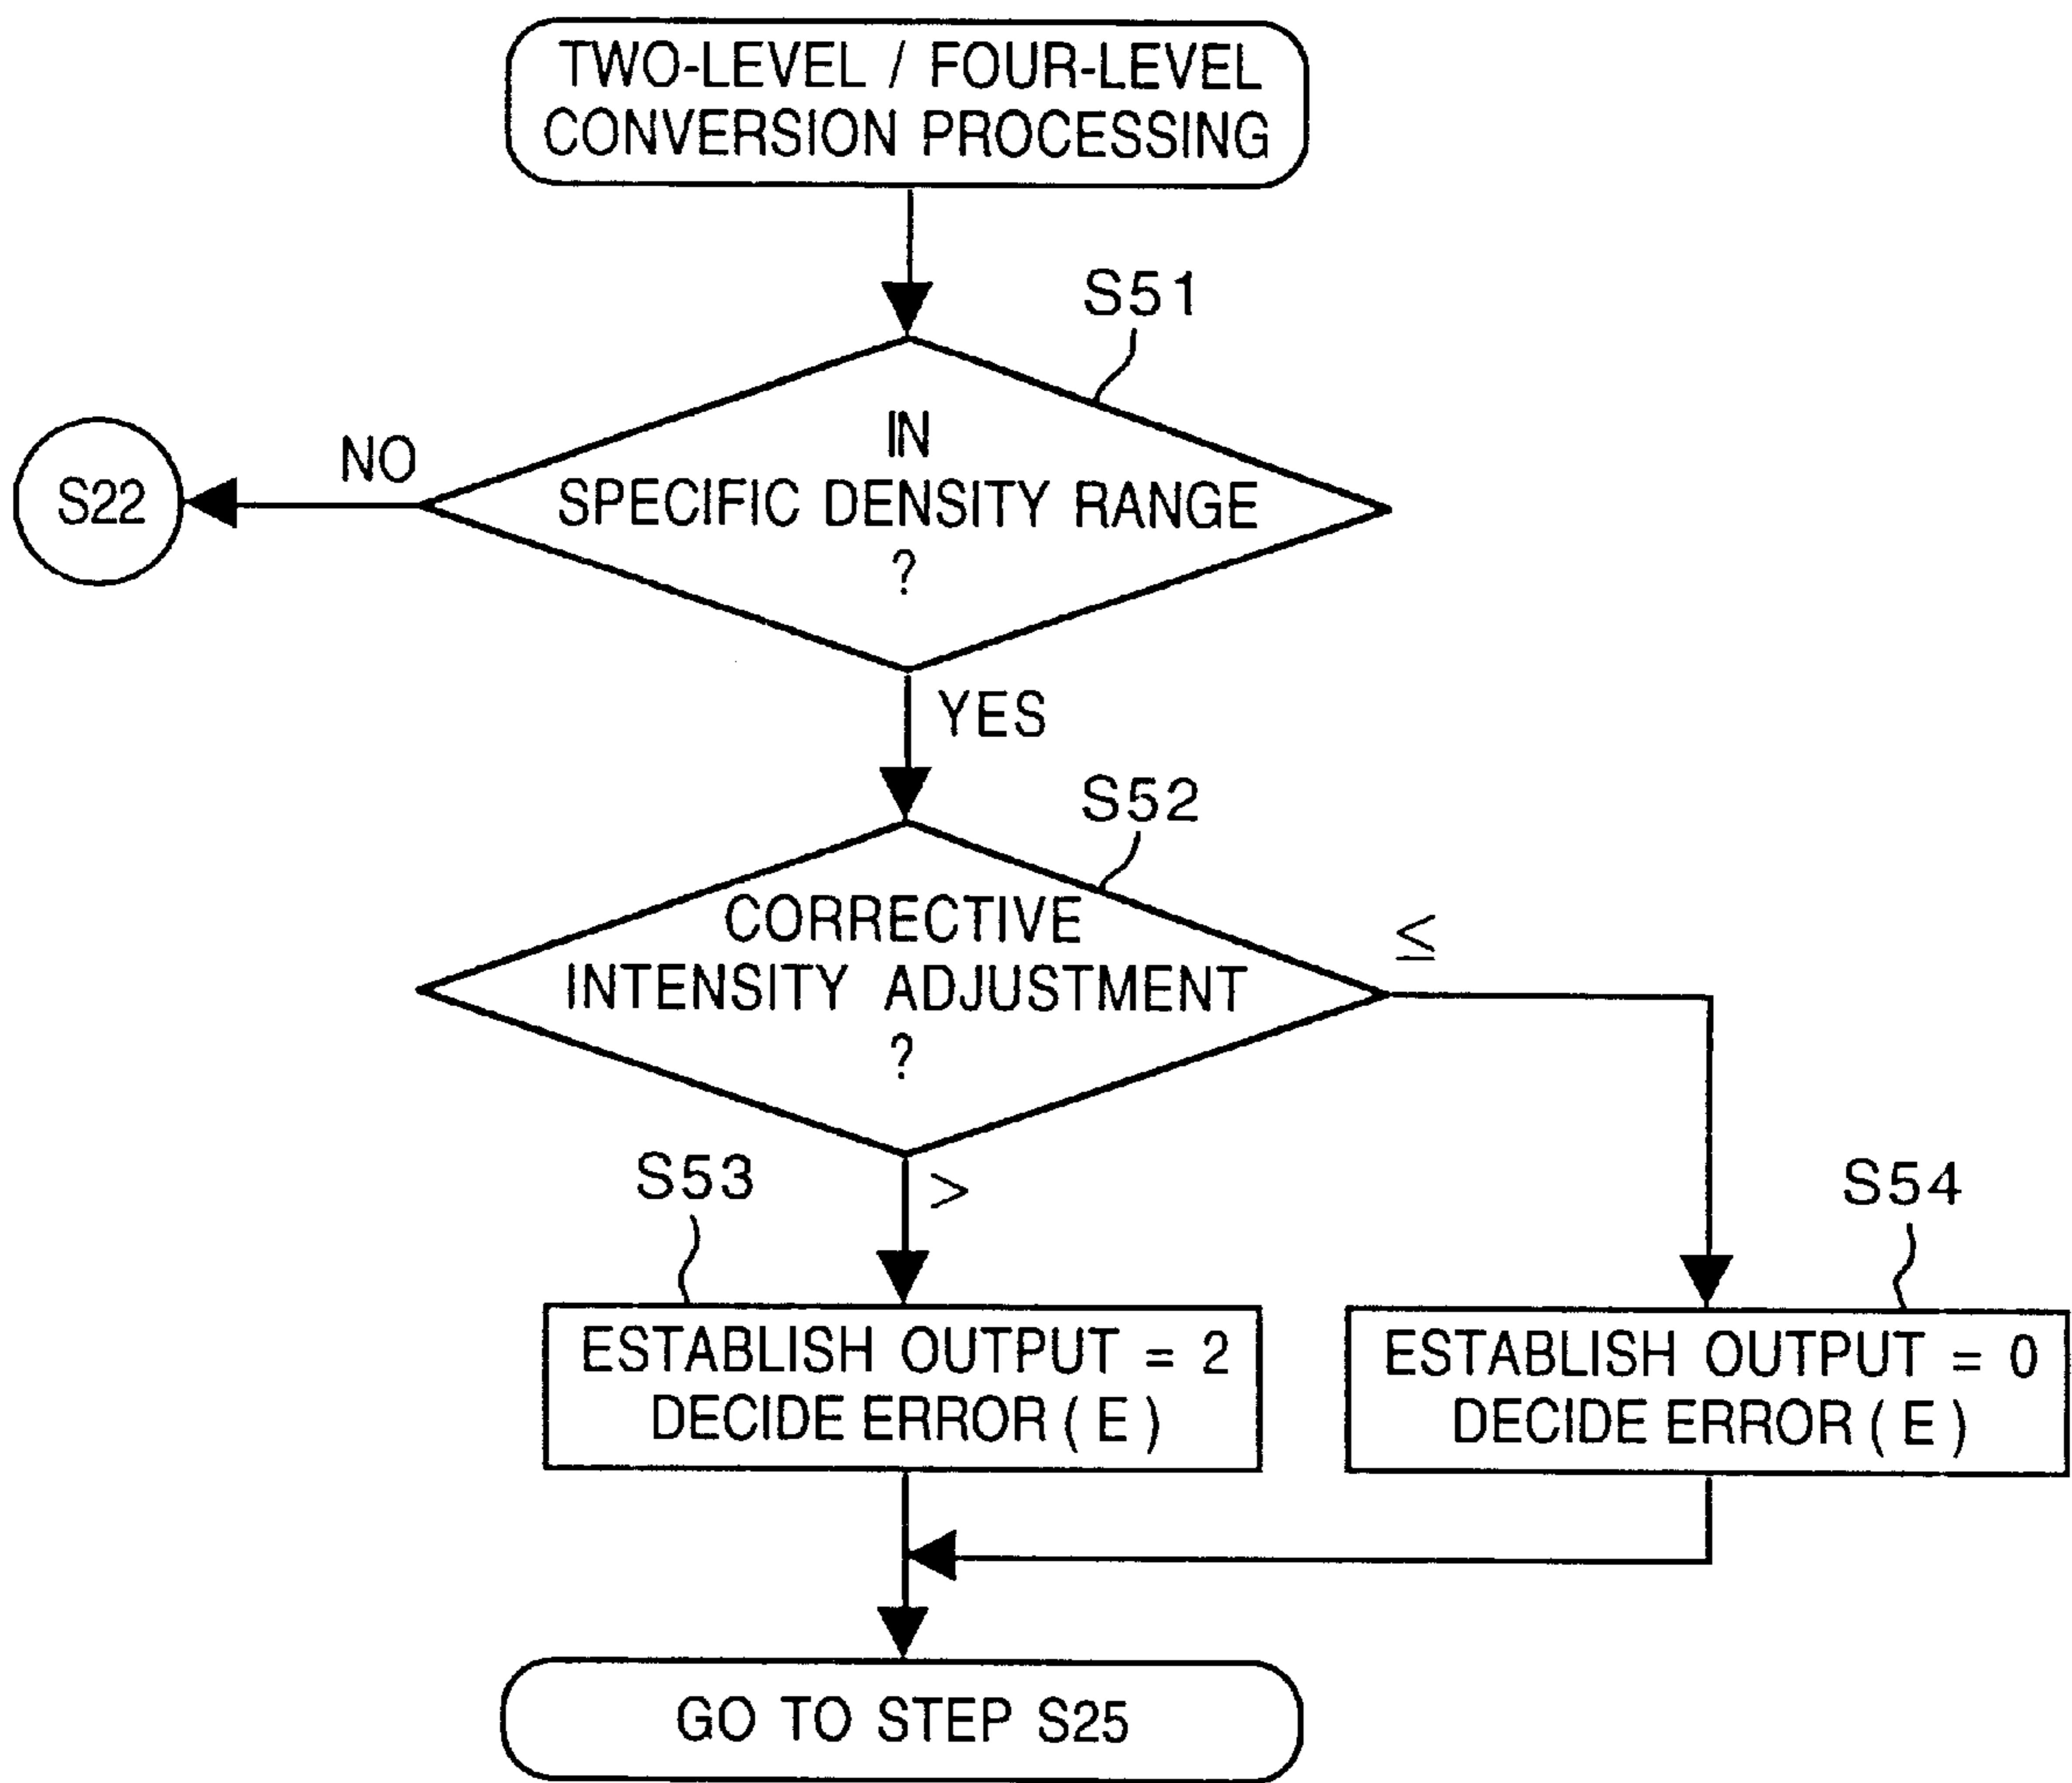 TWO-LEVEL / FOUR-LEVEL
CONVERSION PROCESSING
S51
IN
SPECIFIC DENSITY RANGE
?
NO
S22
YES
S52
CORRECTIVE
INTENSITY ADJUSTMENT
?
≤
>
S53
ESTABLISH OUTPUT = 2
DECIDE ERROR ( E )
S54
ESTABLISH OUTPUT = 0
DECIDE ERROR ( E )
GO TO STEP S25